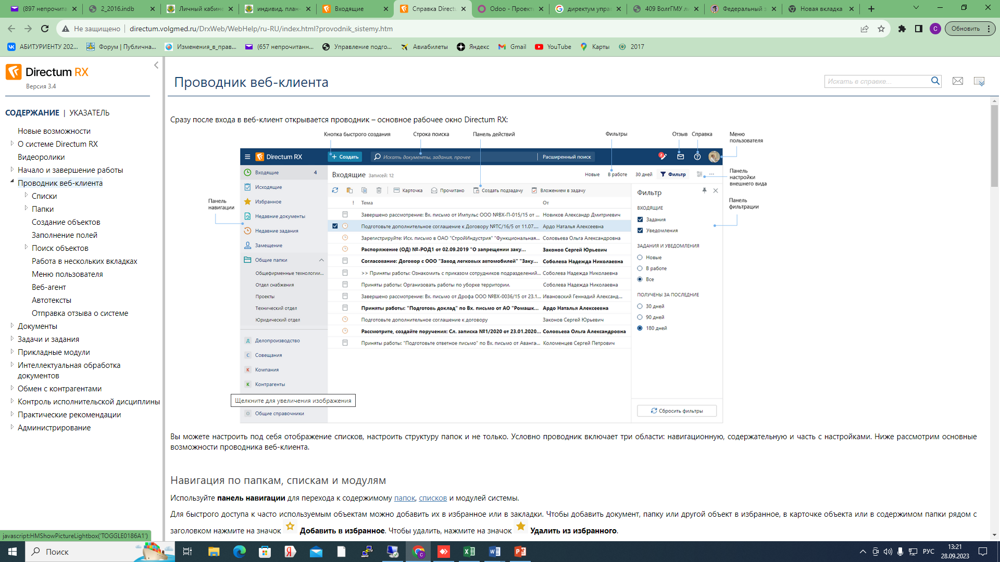 (897 непрочита
2_2016.indb
Личный кабине
индивид. план-
Входящие
Справка Direct
Odoo - Проект
директум упра
409 ВолгГМУ л
Федеральный з
Новая вкладка
Не защищено
directum.volgmed.ru/DrxWeb/WebHelp/ru-RU/index.html?provodnik_sistemy.htm
С
Обновить
АБИТУРИЕНТУ 202...
Форум | Публична...
Изменения_в_прав...
(657 непрочитанн...
Управление подго...
Авиабилеты
Яндекс
Gmail
YouTube
Карты
2017
Directum RX
Версия 3.4
СОДЕРЖАНИЕ | УКАЗАТЕЛЬ
Новые возможности
О системе Directum RX
Видеоролики
Начало и завершение работы
Проводник веб-клиента
Списки
Папки
Создание объектов
Заполнение полей
Поиск объектов
Работа в нескольких вкладках
Меню пользователя
Веб-агент
Автотексты
Отправка отзыва о системе
Документы
Задачи и задания
Прикладные модули
Интеллектуальная обработка
документов
Обмен с контрагентами
Контроль исполнительской дисциплины
Практические рекомендации
Администрирование
Проводник веб-клиента
Искать в справке...
Сразу после входа в веб-клиент открывается проводник – основное рабочее окно Directum RX:
Кнопка быстрого создания
Строка поиска
Панель действий
Фильтры
Отзыв
Справка
Меню
пользователя
Панель
навигации
Панель
настройки
внешнего вида
Панель
фильтрации
Directum RX
+ Создать
Искать документы, задания, прочее
Расширенный поиск
2
Входящие 4
Исходящие
Избранное
Недавние документы
Недавние задания
Замещение
Общие папки
Общефирменные технологии...
Отдел снабжения
Проекты
Технический отдел
Юридический отдел
Д Делопроизводство
С Совещания
К Компания
К Контрагенты
Щелкните для увеличения изображения
О Общие справочники
Входящие Записей: 12
Новые
В работе
30 дней
Фильтр
Карточка
Прочитано
Создать подзадачу
Вложением в задачу
! Тема От
Завершено рассмотрение: Вх. письмо от Импульс ООО №ВХ-П-015/15 от ... Новиков Александр Дмитриевич
Подготовьте дополнительное соглашение к Договору №ТС/16/5 от 11.07.... Ардо Наталья Алексеевна
Зарегистрируйте: Исх. письмо в ОАО "СтройИндустрия" "Функциональная... Соловьева Ольга Александровна
Распоряжение (ОД) №-РОД1 от 02.09.2019 "О запрещении заку... Законов Сергей Юрьевич
Согласование: Договор с ООО "Завод легковых автомобилей" "Заку... Соболева Надежда Николаевна
>> Приняты работы: Ознакомить с приказом сотрудников подразделений... Соболева Надежда Николаевна
Приняты работы: Организовать работы по уборке территории. Соболева Надежда Николаевна
Завершено рассмотрение: Вх. письмо от Дрофа ООО №ВХ-0036/15 от 23.1... Ивановский Геннадий Александ...
Приняты работы: "Подготовь доклад" по Вх. письмо от АО "Ромашк... Ардо Наталья Алексеевна
Подготовьте дополнительное соглашение к договору Законов Сергей Юрьевич
Рассмотрите, создайте поручения: Сл. записка №1/2020 от 23.01.2020... Соловьева Ольга Александровна
Приняты работы: "Подготовьте ответное письмо" по Вх. письмо от Аванга... Коломенцев Сергей Петрович
Фильтр
ВХОДЯЩИЕ
Задания
Уведомления
ЗАДАНИЯ И УВЕДОМЛЕНИЯ
Новые
В работе
Все
ПОЛУЧЕНЫ ЗА ПОСЛЕДНИЕ
30 дней
90 дней
180 дней
Сбросить фильтры
Вы можете настроить под себя отображение списков, настроить структуру папок и не только. Условно проводник включает три области: навигационную, содержательную и часть с настройками. Ниже рассмотрим основные
возможности проводника веб-клиента.
Навигация по папкам, спискам и модулям
Используйте панель навигации для перехода к содержимому папок, списков и модулей системы.
Для быстрого доступа к часто используемым объектам можно добавить их в избранное или в закладки. Чтобы добавить документ, папку или другой объект в избранное, в карточке объекта или в содержимом папки рядом с
заголовком нажмите на значок Добавить в избранное. Чтобы удалить, нажмите на значок Удалить из избранного.
javascript:HMShowPictureLightbox('TOGGLE0186A1')
Поиск
РУС
13:21
28.09.2023